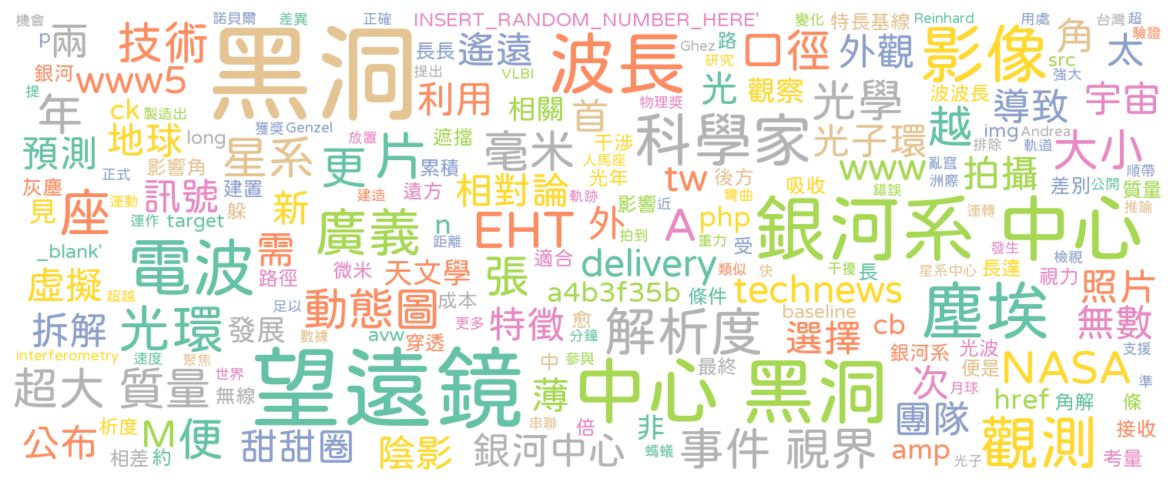 機會 諾貝爾 差異 正確 INSERT_RANDOM_NUMBER_HERE' 變化 特長基線 Reinhard 用處 台灣 超
p 兩 技術 黑洞 長長 遙遠 波長 Ghez 路 口徑 外觀 影像 角 太 驗證
銀河 www5 提出 VLBI 研究 光 觀察 src 強大
提 年 ck 製造出 利用 相關 首 物理獎 光學 波波長 導致 宇宙
預測 地球 long 獲獎 Genzel 放置 遮擋 毫米 干涉 科學家 光子環 越 img Andrea 軌道 大小
影響角 星系 更 片 累積 人馬座 光年 tw 後方 www 亂竄 排除 拍攝
灰塵 正式 訊號 建置 遠方 相對論 建造 軌跡 影響 近 彎曲 吸收 錯誤 洲際 差別 公開 順帶 質量
見 座 運動 運作 target 躲 新 廣義 n EHT 外 拍到 A php 重力 受 運轉 推論
_blank' 電波 需 路徑 距離 張 適合 delivery 類似 快 干擾 長 發生 星系中心 銀河系 中心 檢視 視力 長達 照片
虛擬 超越 微米 天文學 a4b3f35b 條件 technews 塵埃
拆解 光環 發展 足以 動態圖 成本 特徵 更多 愈 分鐘 解析度 baseline 選擇 cb 無數
interferometry 速度 聚焦 數據 avw 穿透 中 參與 最終 銀河系 光波 便是 NASA 支援
超大 質量 世界 無線 望遠鏡 薄 中心 黑洞 次 月球 href 角解 準 條
公布 析度 M 便 甜甜圈 陰影 串聯 倍 非 團隊 觀測 接收
相差 約 銀河中心 螞蟻 事件 視界 amp 光子 考量